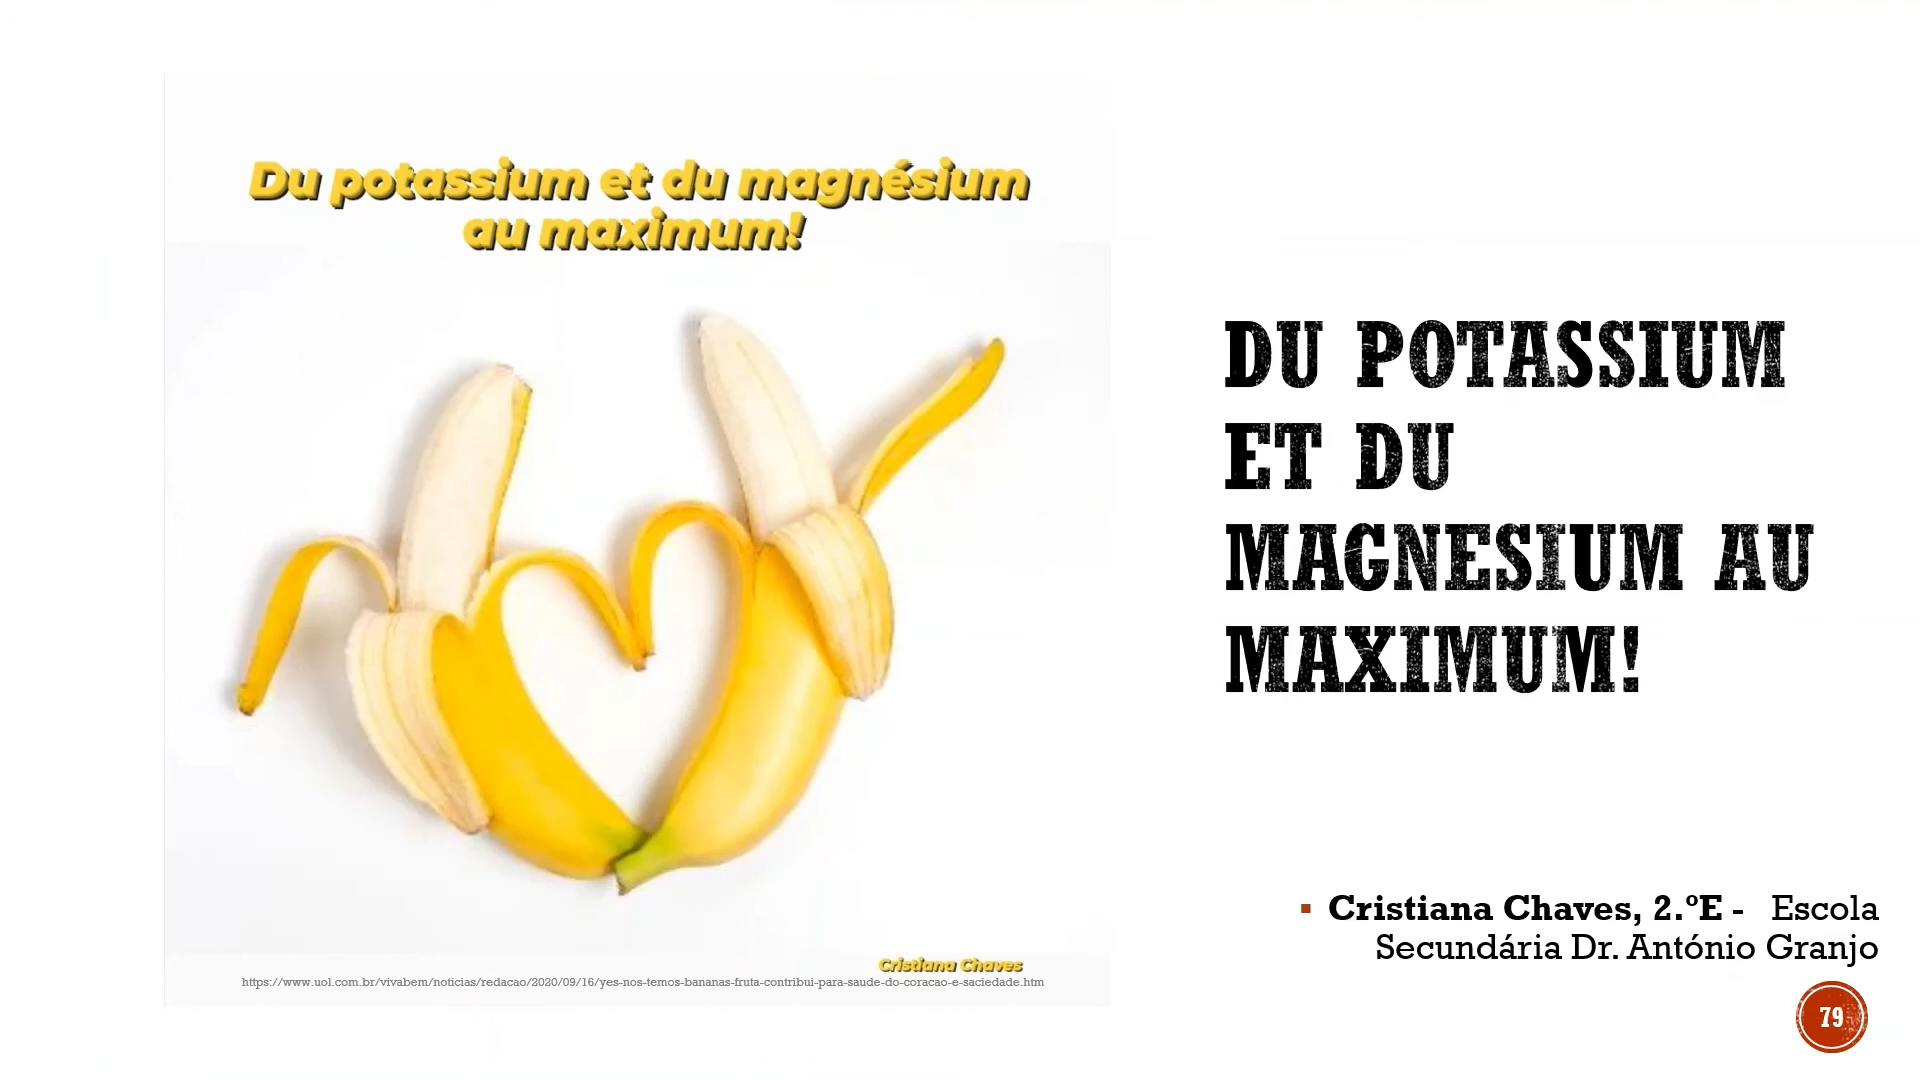 Du potassium et du magnésium
au maximum!
Cristiana Chaves
https://www.uol.com.br/vivabem/noticias/redacao/2020/09/16/yes-nos-temos-bananas-fruta-contribui-para-saude-do-coracao-e-saciedade.htm
DU POTASSIUM
ET DU
MAGNESIUM AU
MAXIMUM!
▪ Cristiana Chaves, 2.ºE - Escola
Secundária Dr. António Granjo
79